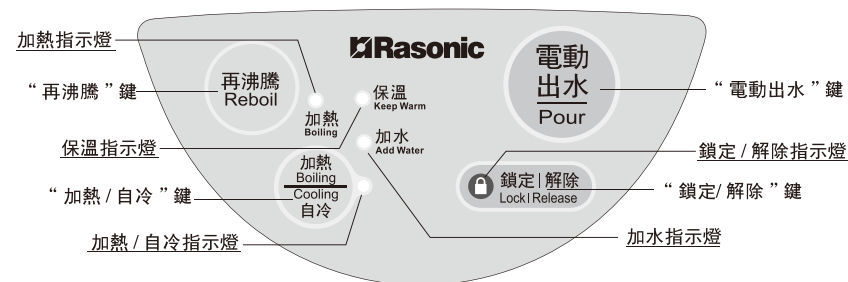 加熱指示燈
“再沸騰”鍵
保溫指示燈
“加熱/自冷”鍵
加熱/自冷指示燈
Rasonic
再沸騰
Reboil
加熱
Boiling
保溫
Keep Warm
加水
Add Water
加熱
Boiling
Cooling
自冷
電動
出水
Pour
鎖定|解除
Lock|Release
“電動出水”鍵
鎖定/解除指示燈
“鎖定/解除”鍵
加水指示燈